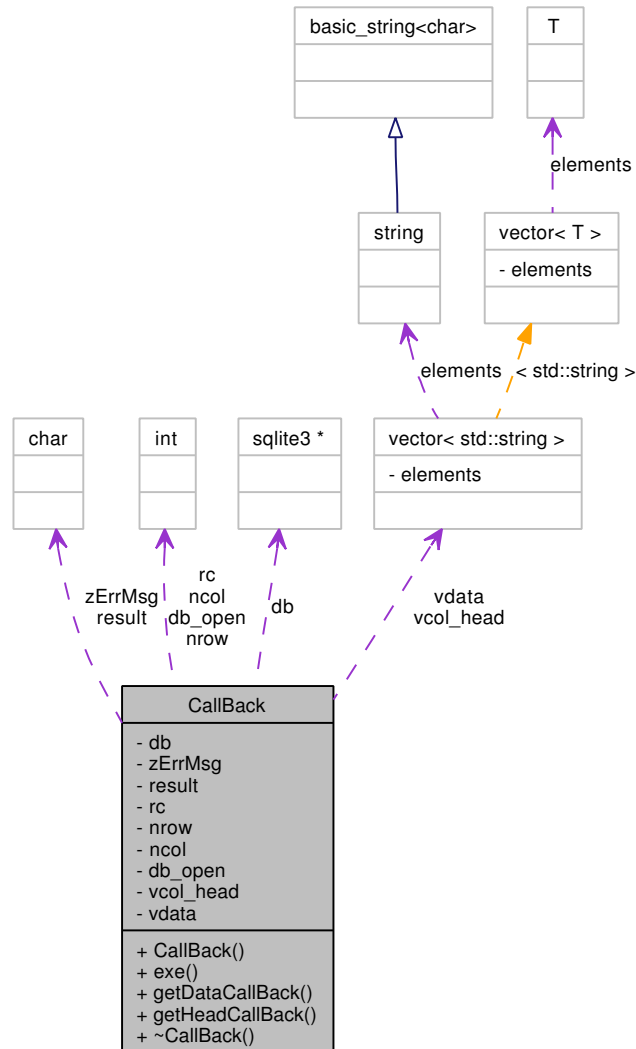 basic_string<char>
T
elements
string
vector< T >
- elements
elements
< std::string >
char
int
sqlite3 *
vector< std::string >
- elements
zErrMsg
result
rc
ncol
db_open
nrow
db
vdata
vcol_head
CallBack
- db
- zErrMsg
- result
- rc
- nrow
- ncol
- db_open
- vcol_head
- vdata
+ CallBack()
+ exe()
+ getDataCallBack()
+ getHeadCallBack()
+ ~CallBack()